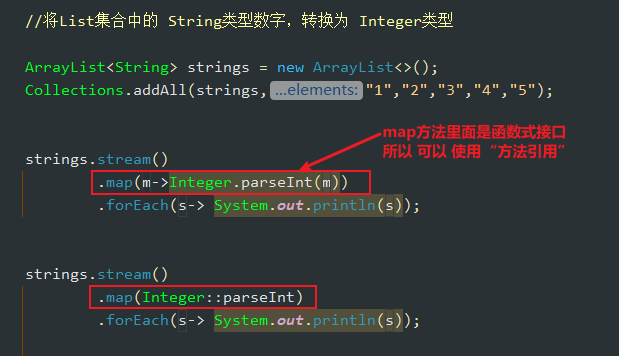 //将List集合中的 String类型数字，转换为 Integer类型
ArrayList<String> strings = new ArrayList<>();
Collections.addAll(strings, ...elements: "1","2","3","4","5");
map方法里面是函数式接口
所以 可以 使用 “方法引用”
strings.stream()
.map(m->Integer.parseInt(m))
.forEach(s-> System.out.println(s));
strings.stream()
.map(Integer::parseInt)
.forEach(s-> System.out.println(s));